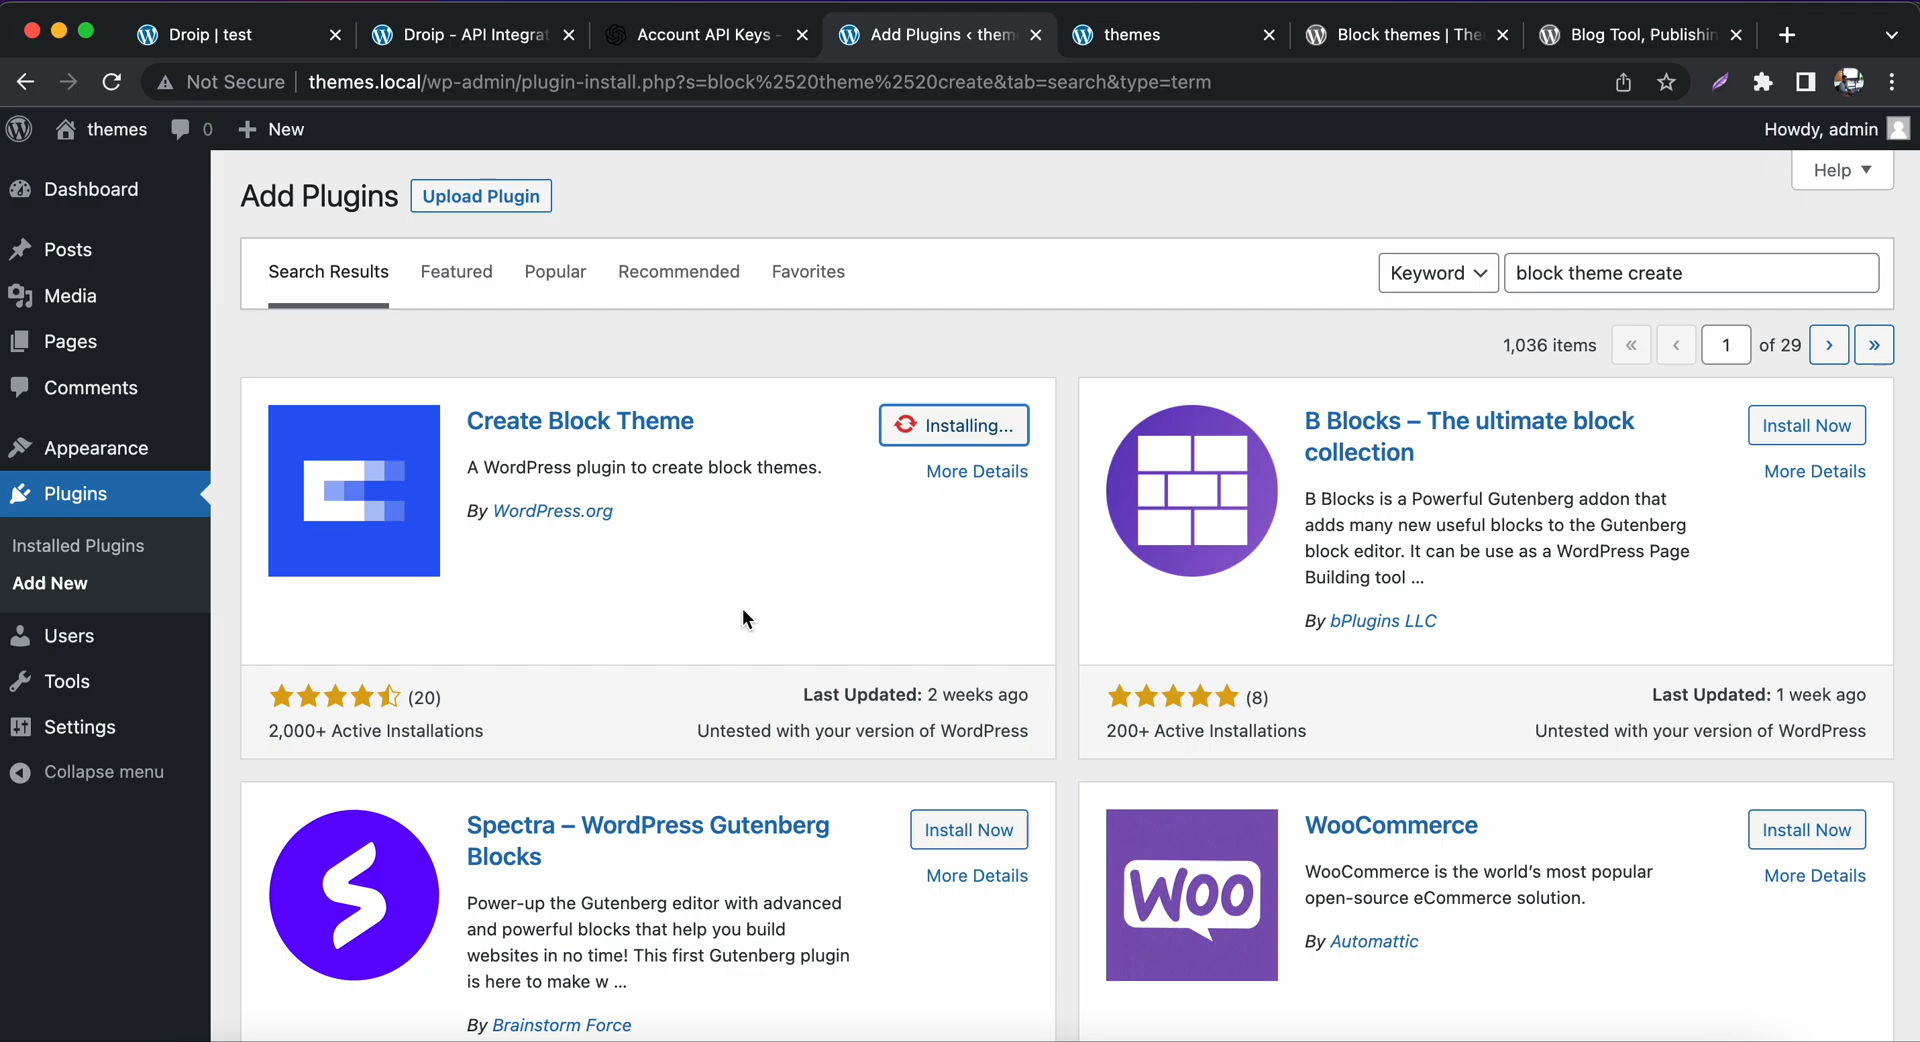 Droip | test
Droip - API Integrat
Account API Keys -
Add Plugins ‹ them
themes
Block themes | The
Blog Tool, Publishin
Not Secure
themes.local/wp-admin/plugin-install.php?s=block%2520theme%2520create&tab=search&type=term
themes
0
New
Howdy, admin
Dashboard
Posts
Media
Pages
Comments
Appearance
Plugins
Installed Plugins
Add New
Users
Tools
Settings
Collapse menu
Help
Add Plugins
Upload Plugin
Search Results
Featured
Popular
Recommended
Favorites
Keyword
block theme create
1,036 items
«
‹
1
of 29
›
»
Create Block Theme
Installing...
More Details
A WordPress plugin to create block themes.
By WordPress.org
(20)
2,000+ Active Installations
Last Updated: 2 weeks ago
Untested with your version of WordPress
B Blocks – The ultimate block
collection
Install Now
More Details
B Blocks is a Powerful Gutenberg addon that
adds many new useful blocks to the Gutenberg
block editor. It can be use as a WordPress Page
Building tool ...
By bPlugins LLC
(8)
200+ Active Installations
Last Updated: 1 week ago
Untested with your version of WordPress
Spectra – WordPress Gutenberg
Blocks
Install Now
More Details
Power-up the Gutenberg editor with advanced
and powerful blocks that help you build
websites in no time! This first Gutenberg plugin
is here to make w ...
By Brainstorm Force
WOO
WooCommerce
Install Now
More Details
WooCommerce is the world's most popular
open-source eCommerce solution.
By Automattic